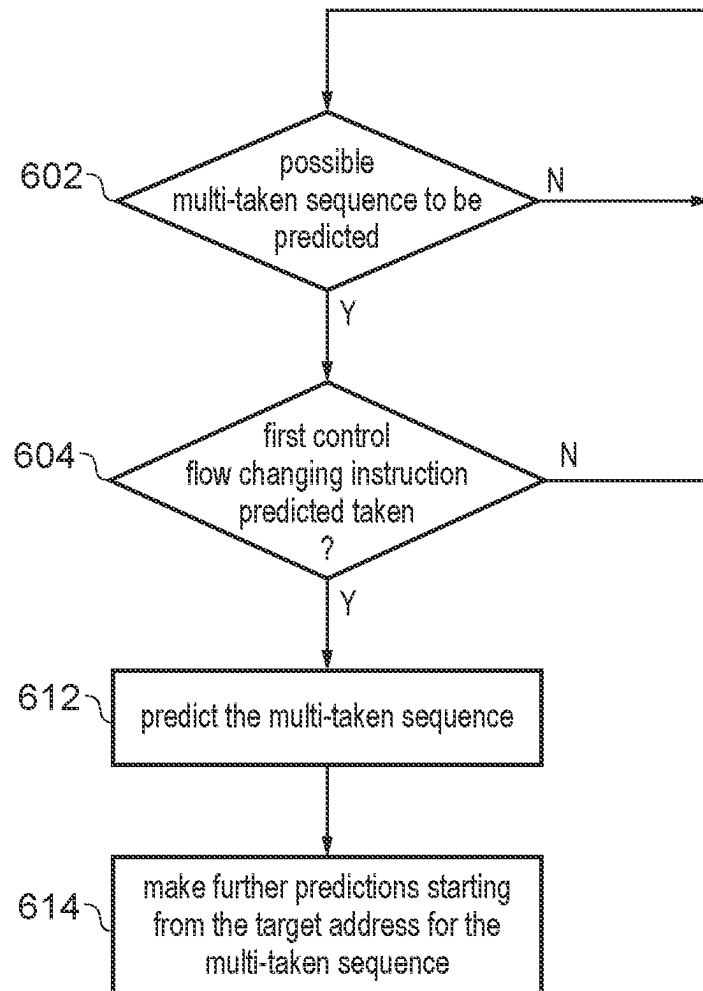 possible
602
multi-taken sequence to be
N
predicted
Y
first control
604
flow changing instruction
N
predicted taken
?
Y
612
predict the multi-taken sequence
make further predictions starting
614
from the target address for the
multi-taken sequence